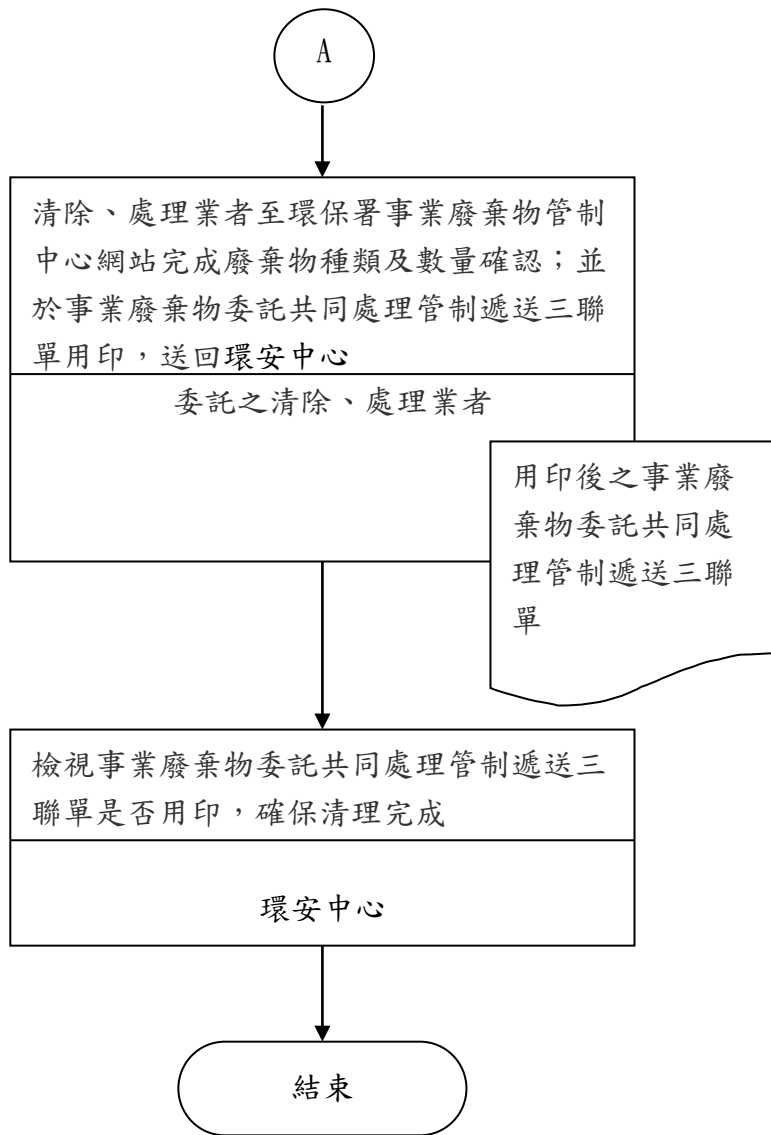 A
清除、處理業者至環保署事業廢棄物管制
中心網站完成廢棄物種類及數量確認；並
於事業廢棄物委託共同處理管制遞送三聯
單用印，送回環安中心
委託之清除、處理業者
用印後之事業廢
棄物委託共同處
理管制遞送三聯
單
檢視事業廢棄物委託共同處理管制遞送三
聯單是否用印，確保清理完成
環安中心
結束